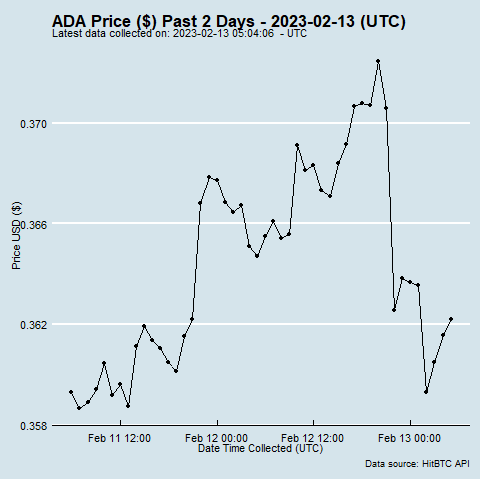 ADA Price ($) Past 2 Days - 2023-02-13 (UTC)
Latest data collected on: 2023-02-13 05:04:06 - UTC
0.370
0.366
0.362
0.358
Price USD ($)
Feb 11 12:00
Feb 12 00:00
Feb 12 12:00
Feb 13 00:00
Date Time Collected (UTC)
Data source: HitBTC API